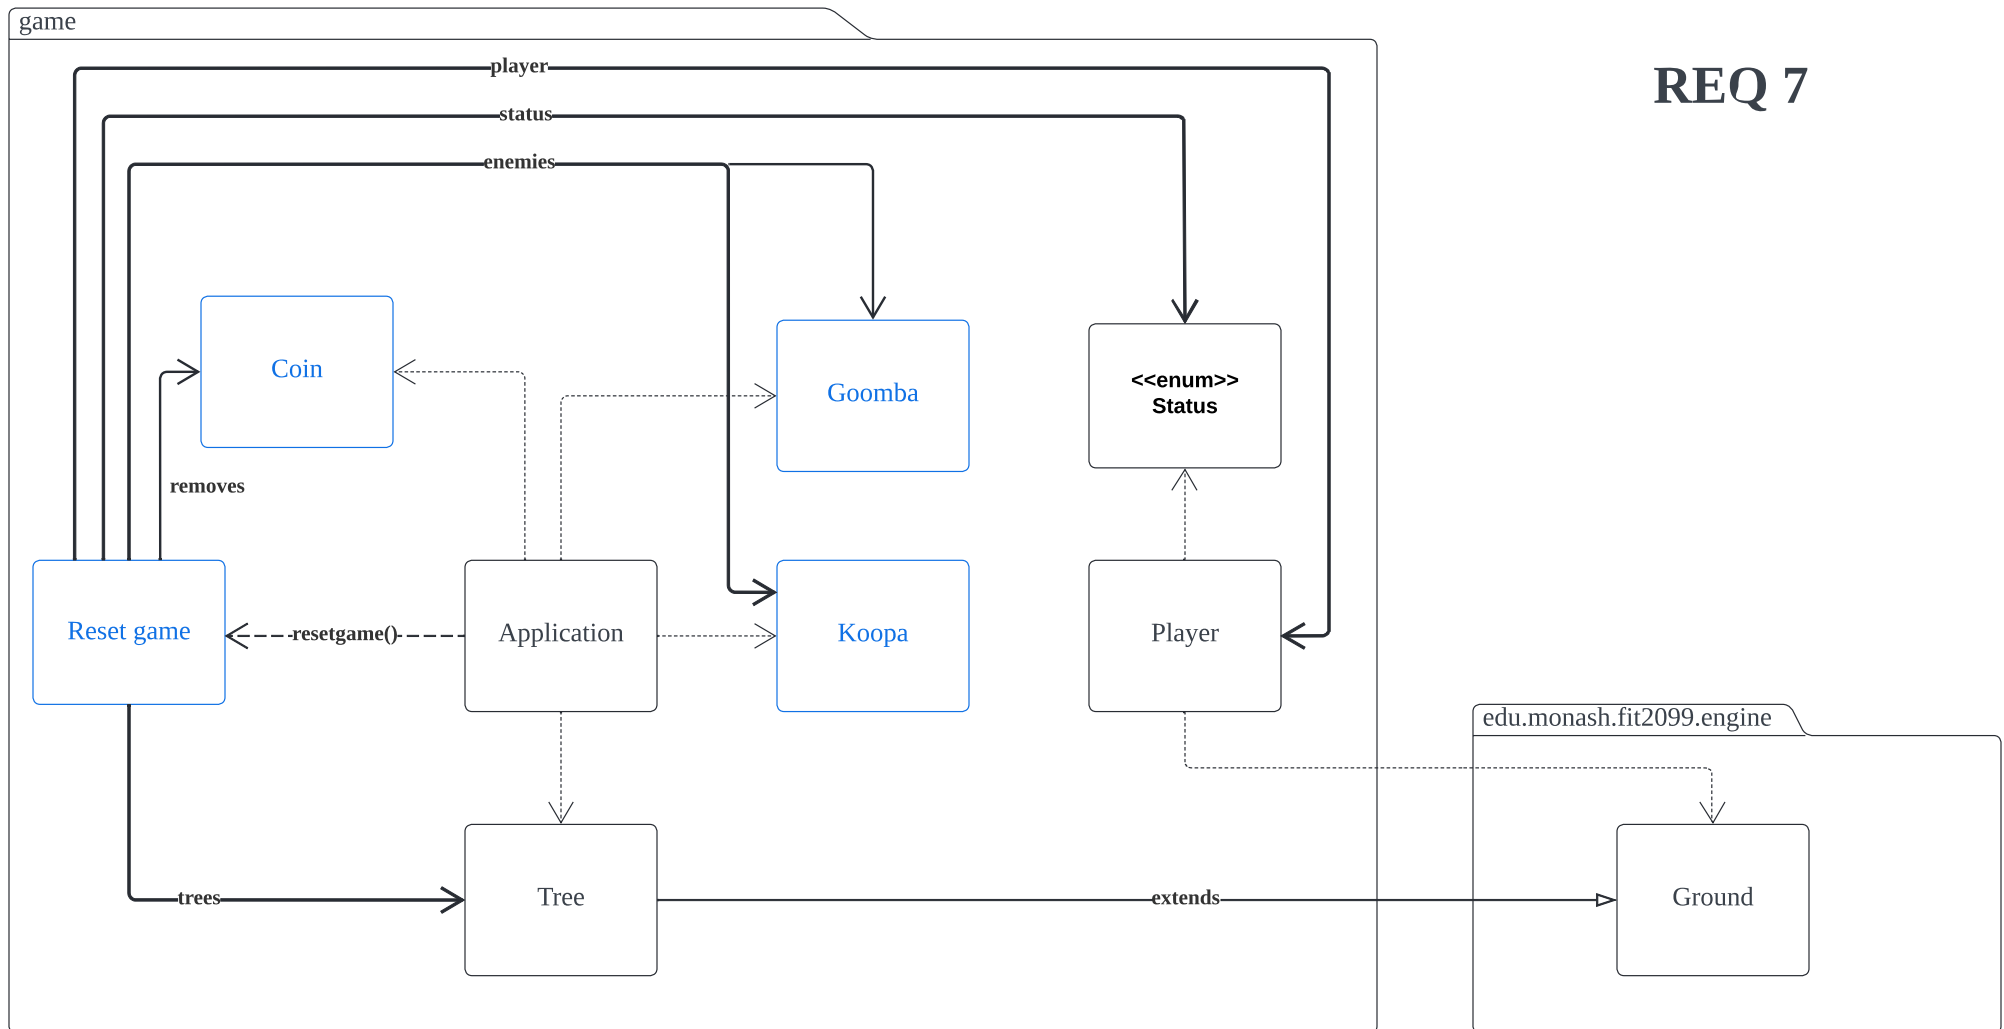 game
player
REQ 7
status
enemies
Coin
Goomba
<<enum>>
Status
removes
Reset game
resetgame()
Application
Koopa
Player
edu.monash.fit2099.engine
trees
Tree
extends
Ground